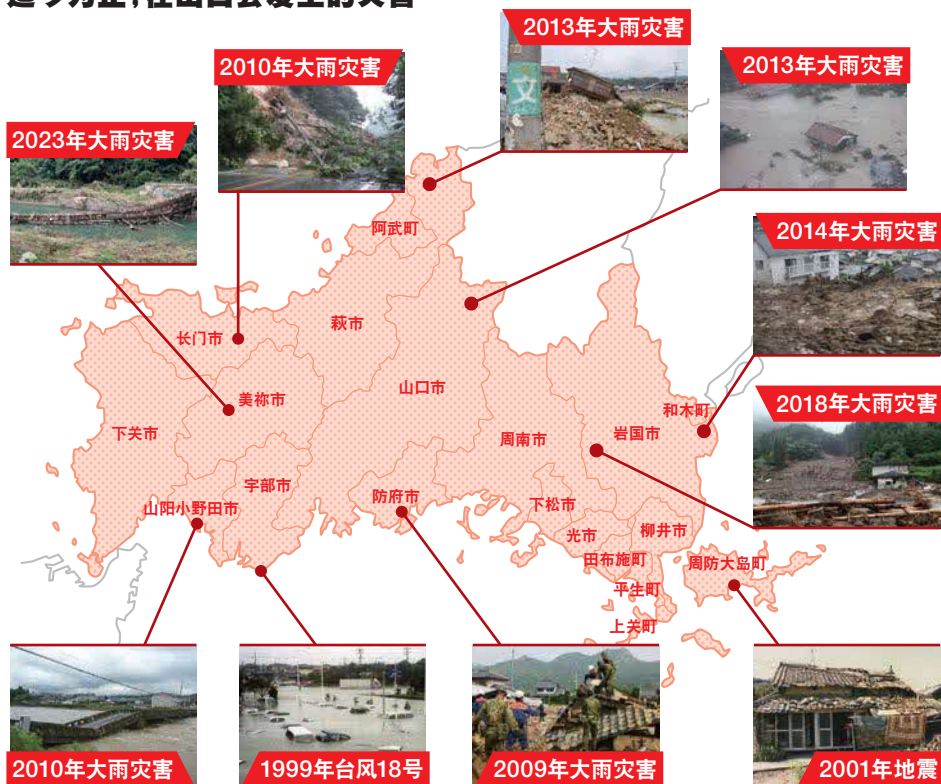 2013年大雨灾害
2010年大雨灾害
2013年大雨灾害
2023年大雨灾害
文
阿武町
2014年大雨灾害
长门市
萩市
山口市
美祢市
2018年大雨灾害
和木町
下关市
周南市
岩国市
宇部市
防府市
山阳小野田市
下松市
光市
柳井市
田布施町
周防大岛町
平生町
上关町
2010年大雨灾害
1999年台风18号
2009年大雨灾害
2001年地震